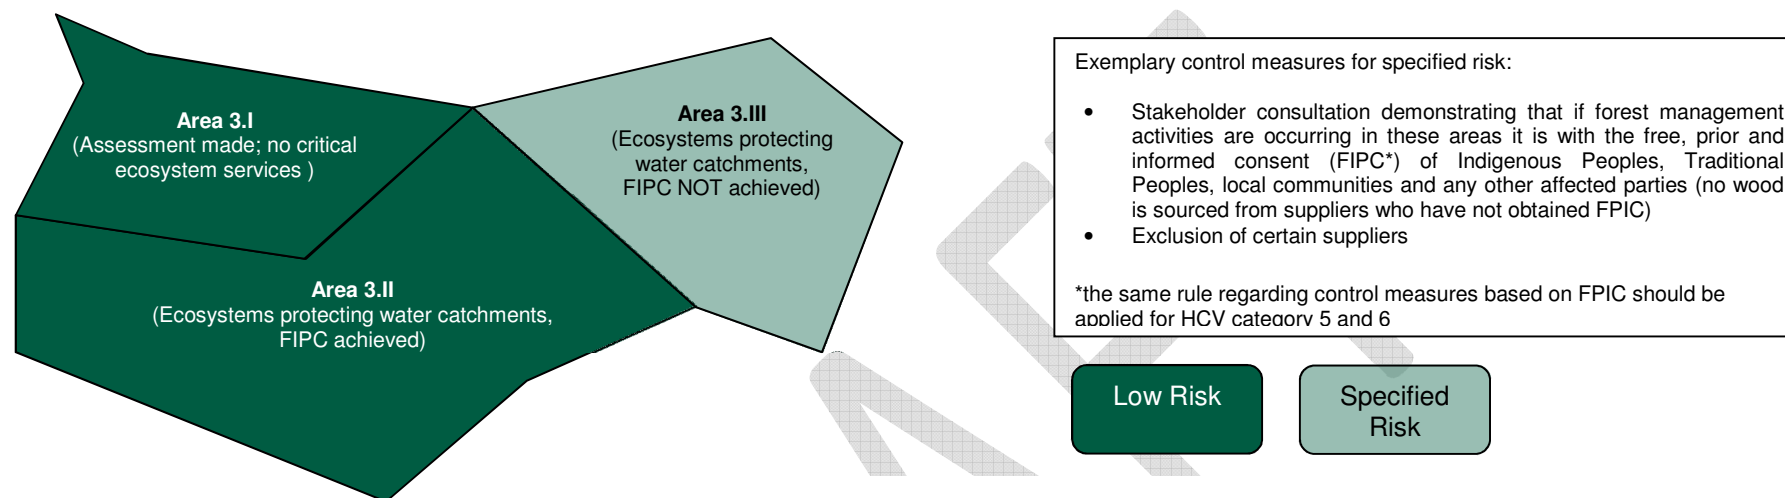 Area 3.I
(Assessment made; no critical
ecosystem services )
Area 3.II
(Ecosystems protecting water catchments,
FIPC achieved)
Area 3.III
(Ecosystems protecting
water catchments,
FIPC NOT achieved)
Exemplary control measures for specified risk:
• Stakeholder consultation demonstrating that if forest management
activities are occurring in these areas it is with the free, prior and
informed consent (FIPC*) of Indigenous Peoples, Traditional
Peoples, local communities and any other affected parties (no wood
is sourced from suppliers who have not obtained FPIC)
• Exclusion of certain suppliers
*the same rule regarding control measures based on FPIC should be
applied for HCV category 5 and 6
Low Risk
Specified
Risk